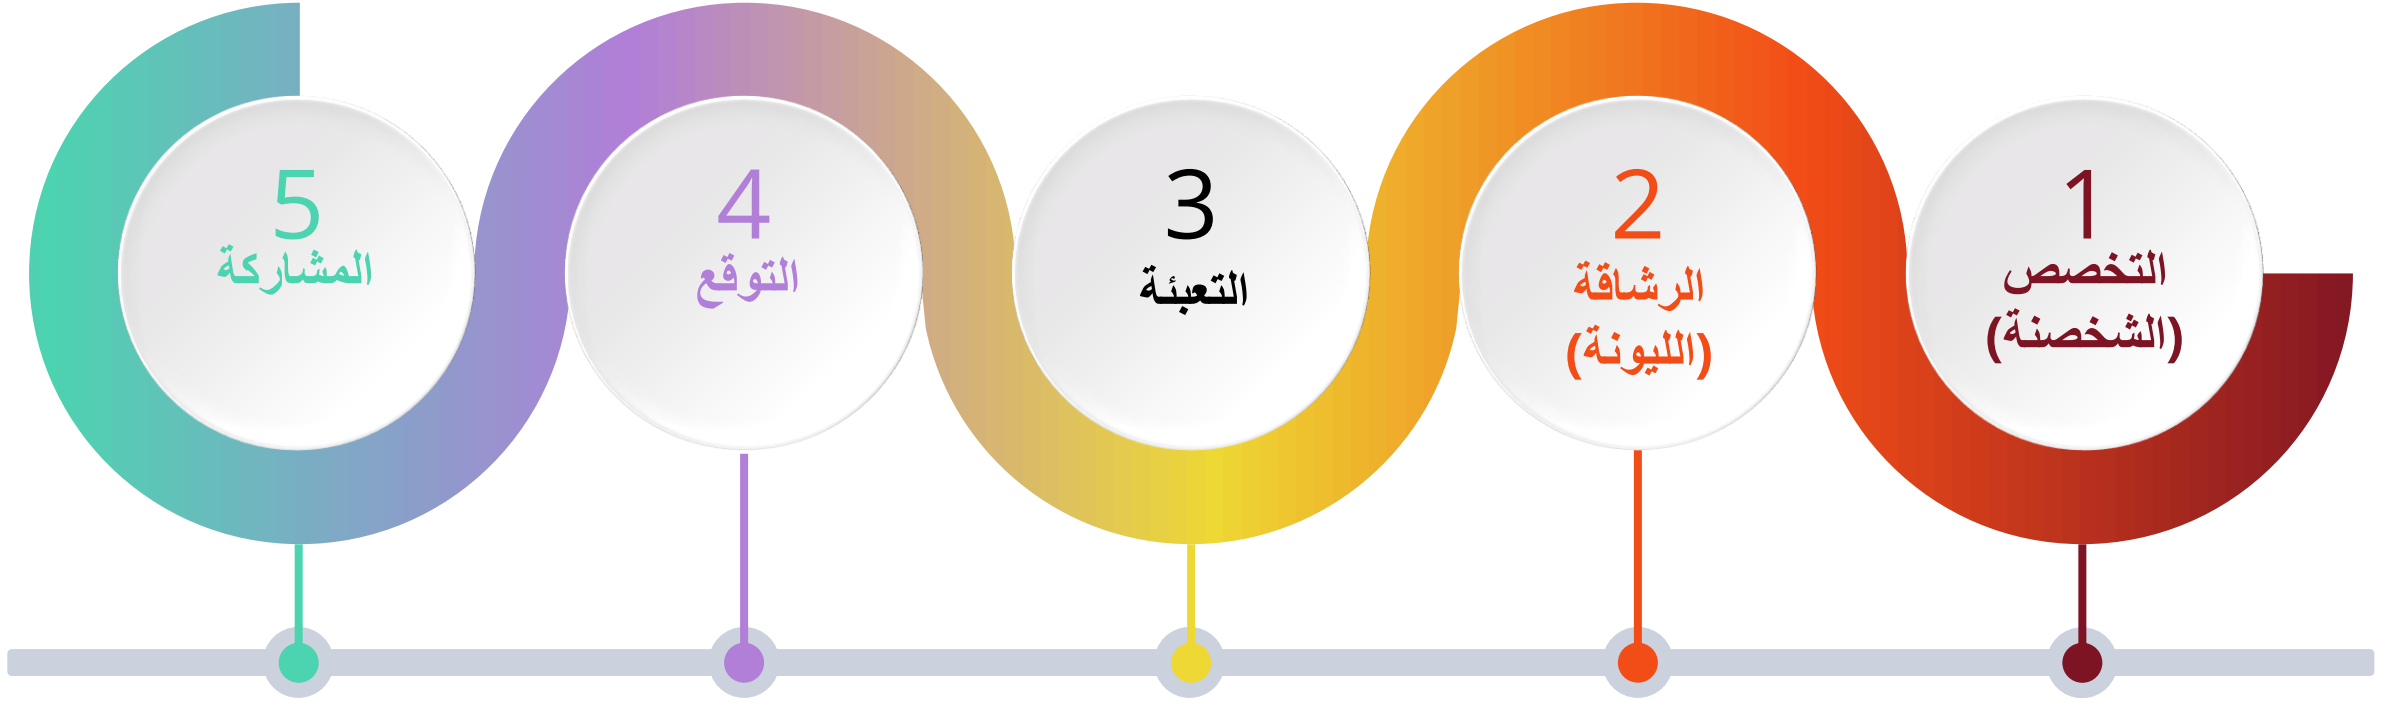 1
التخصص
(الشخصنة)
2
الرشاقة
(الليونة)
3
التعبئة
4
التوقع
5
المشاركة